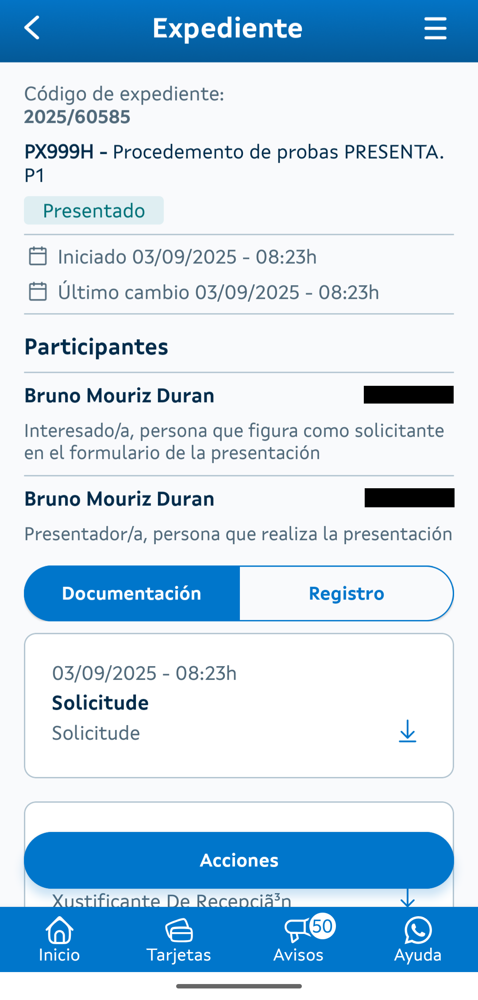 Expediente
Código de expediente:
2025/60585
PX999H - Procedemento de probas PRESENTA.
P1
Presentado
Iniciado 03/09/2025 - 08:23h
Último cambio 03/09/2025 - 08:23h
Participantes
Bruno Mouriz Duran
Interesado/a, persona que figura como solicitante
en el formulario de la presentación
Bruno Mouriz Duran
Presentador/a, persona que realiza la presentación
Documentación
Registro
03/09/2025 - 08:23h
Solicitude
Solicitude
Acciones
Xustificante De Recepciã³n
50
Inicio
Tarjetas
Avisos
Ayuda